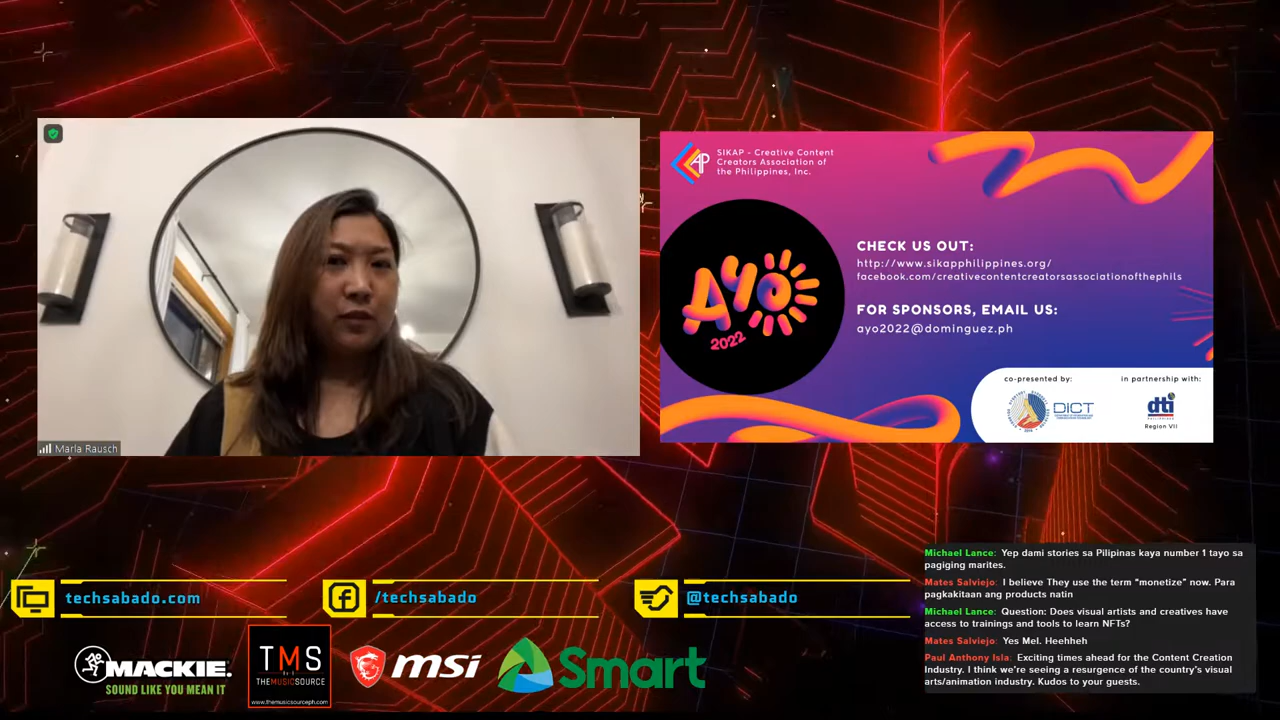 Marla Rausch
AP
SIKAP - Creative Content
Creators Association of
the Philippines, Inc.
AYO
2022
CHECK US OUT:
http://www.sikapphilippines.org/
facebook.com/creativecontentcreatorsassociationofthephils
FOR SPONSORS, EMAIL US:
ayo2022@dominguez.ph
co-presented by:
in partnership with:
DICT
dti
PHILIPPINES
Region VII
techsabado.com
/techsabado
@techsabado
MACKIE.
SOUND LIKE YOU MEAN IT
TMS
THEMUSICSOURCE
www.themusicsourceph.com
msi
Smart
Michael Lance: Yep dami stories sa Pilipinas kaya number 1 tayo sa
pagiging marites.
Mates Salviejo: I believe They use the term "monetize" now. Para
pagkakitaan ang products natin
Michael Lance: Question: Does visual artists and creatives have
access to trainings and tools to learn NFTs?
Mates Salviejo: Yes Mel. Heehheh
Paul Anthony Isla: Exciting times ahead for the Content Creation
Industry. I think we're seeing a resurgence of the country's visual
arts/animation industry. Kudos to your guests.